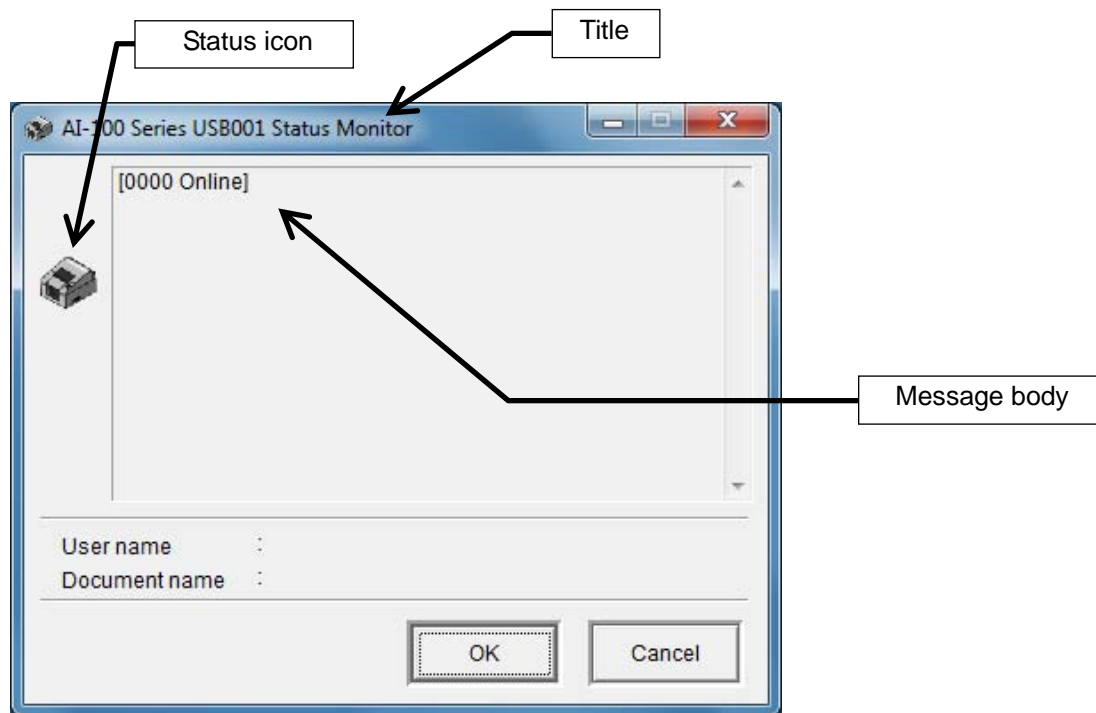 Status icon
Title
AI-100 Series USB001 Status Monitor
[0000 Online]
Message body
User name :
Document name :
OK
Cancel